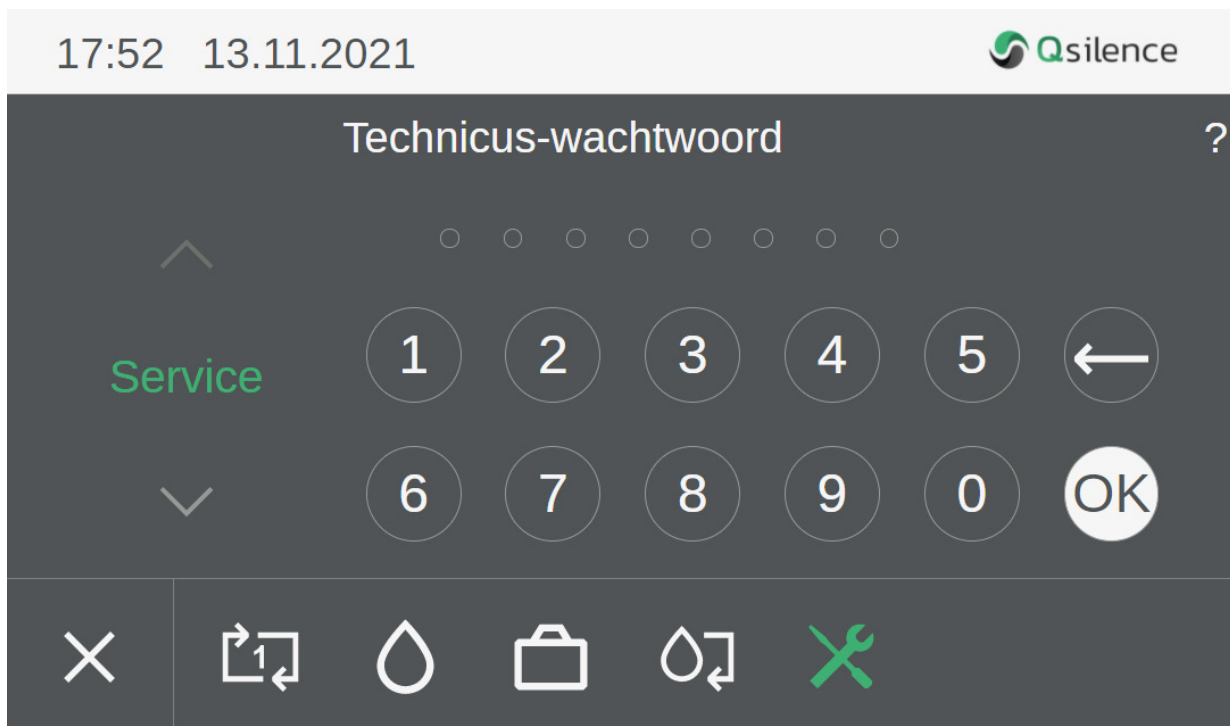 17:52 13.11.2021 Qsilence
Technicus-wachtwoord ?
1 2 3 4 5
Service
6 7 8 9 0 OK
1